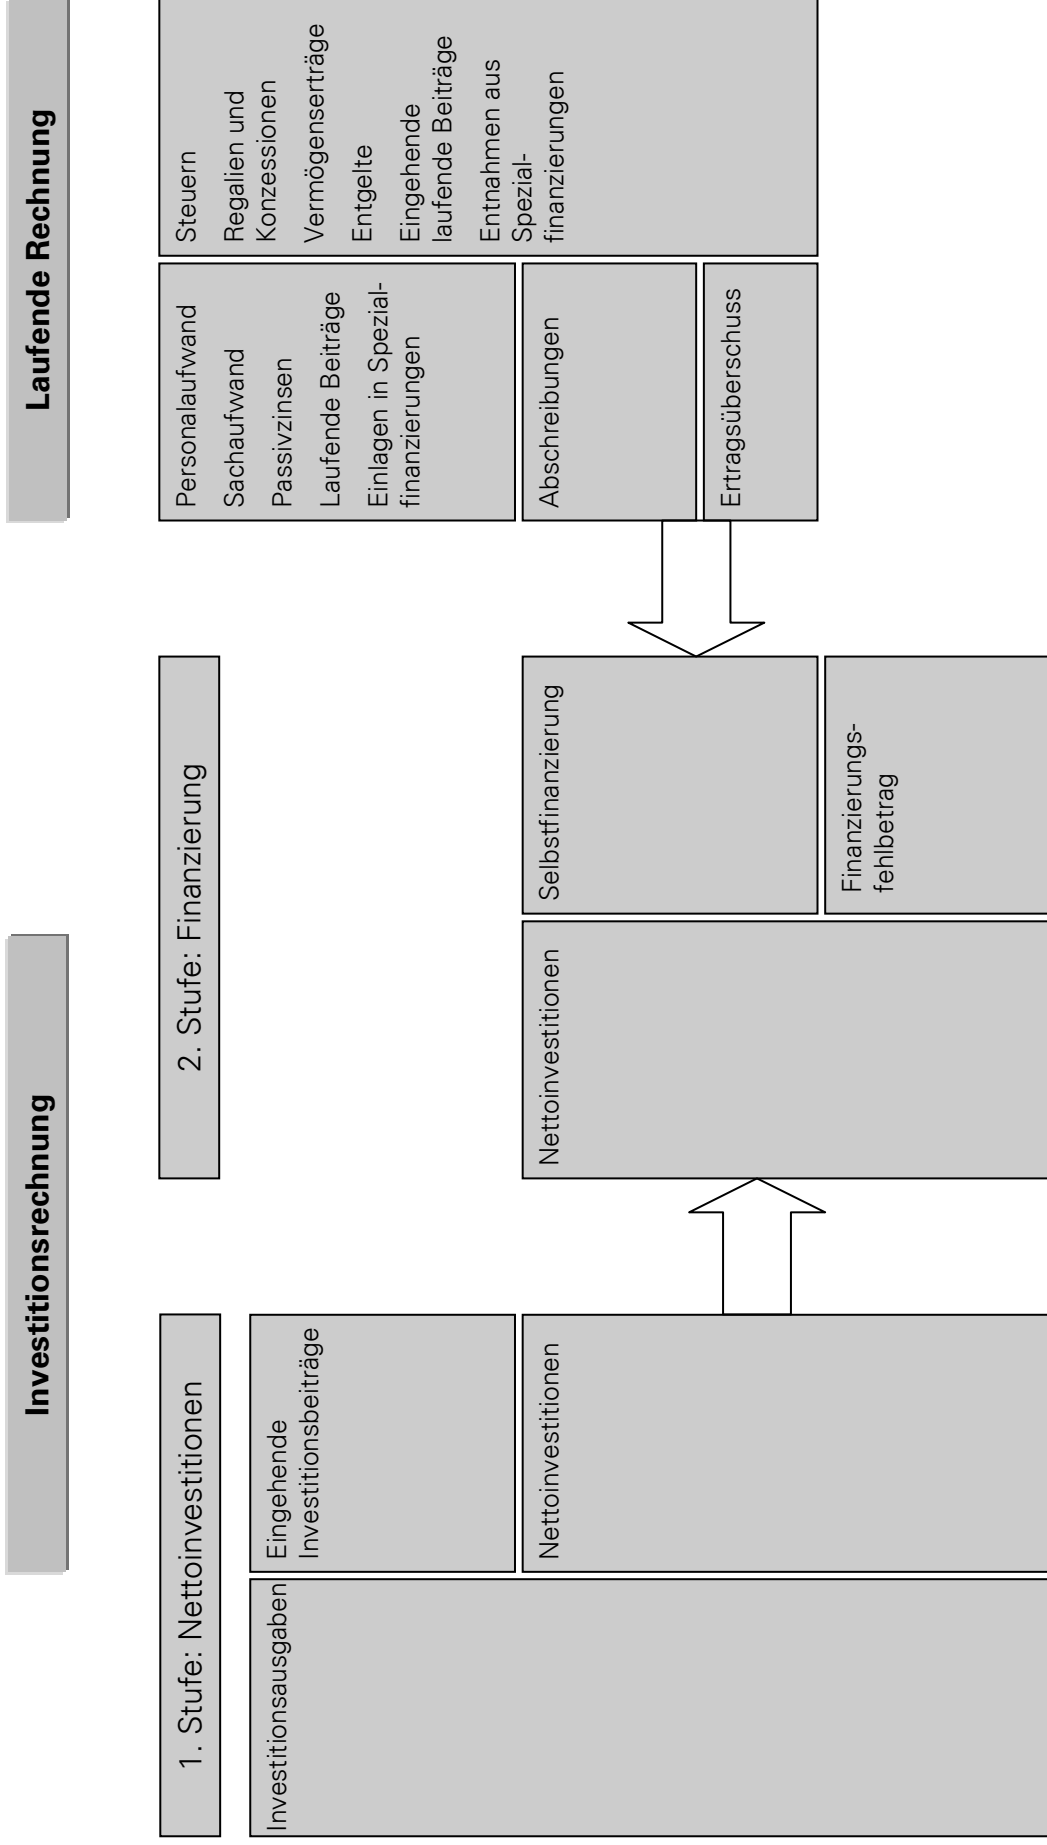 Investitionsrechnung
Laufende Rechnung
1. Stufe: Nettoinvestitionen
2. Stufe: Finanzierung
Investitionsausgaben
Eingehende
Investitionsbeiträge
Nettoinvestitionen
Nettoinvestitionen
Selbstfinanzierung
Finanzierungs-
fehlbetrag
Personalaufwand
Sachaufwand
Passivzinsen
Laufende Beiträge
Einlagen in Spezial-
finanzierungen
Abschreibungen
Ertragsüberschuss
Steuern
Regalien und
Konzessionen
Vermögenserträge
Entgelte
Eingehende
laufende Beiträge
Entnahmen aus
Spezial-
finanzierungen